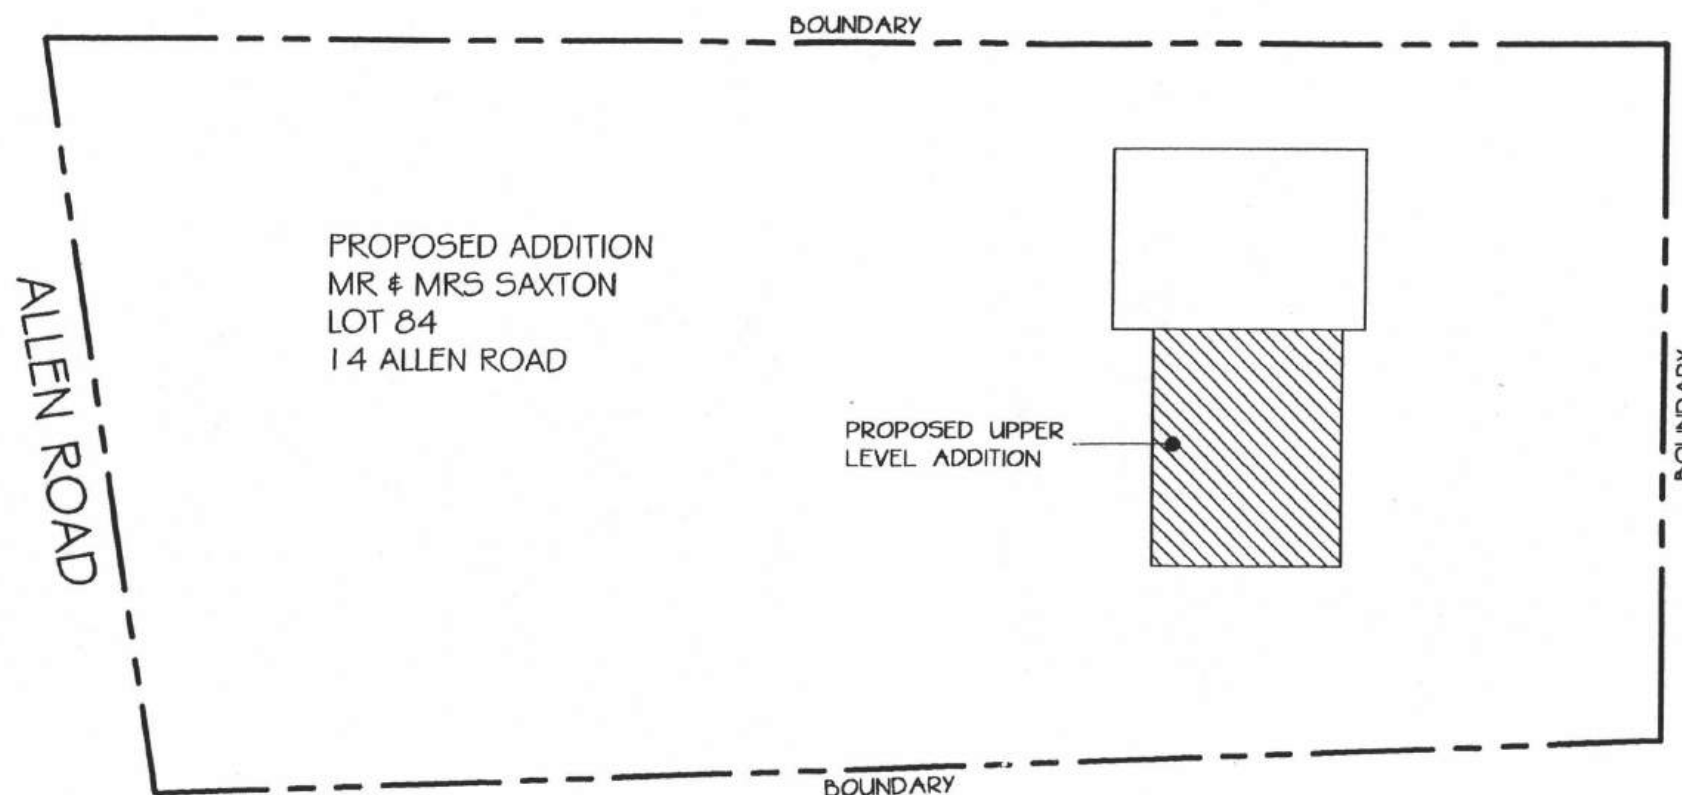 BOUNDARY
PROPOSED ADDITION
MR & MRS SAXTON
LOT 84
14 ALLEN ROAD
ALLEN ROAD
PROPOSED UPPER
LEVEL ADDITION
BOUNDARY
BOUNDARY